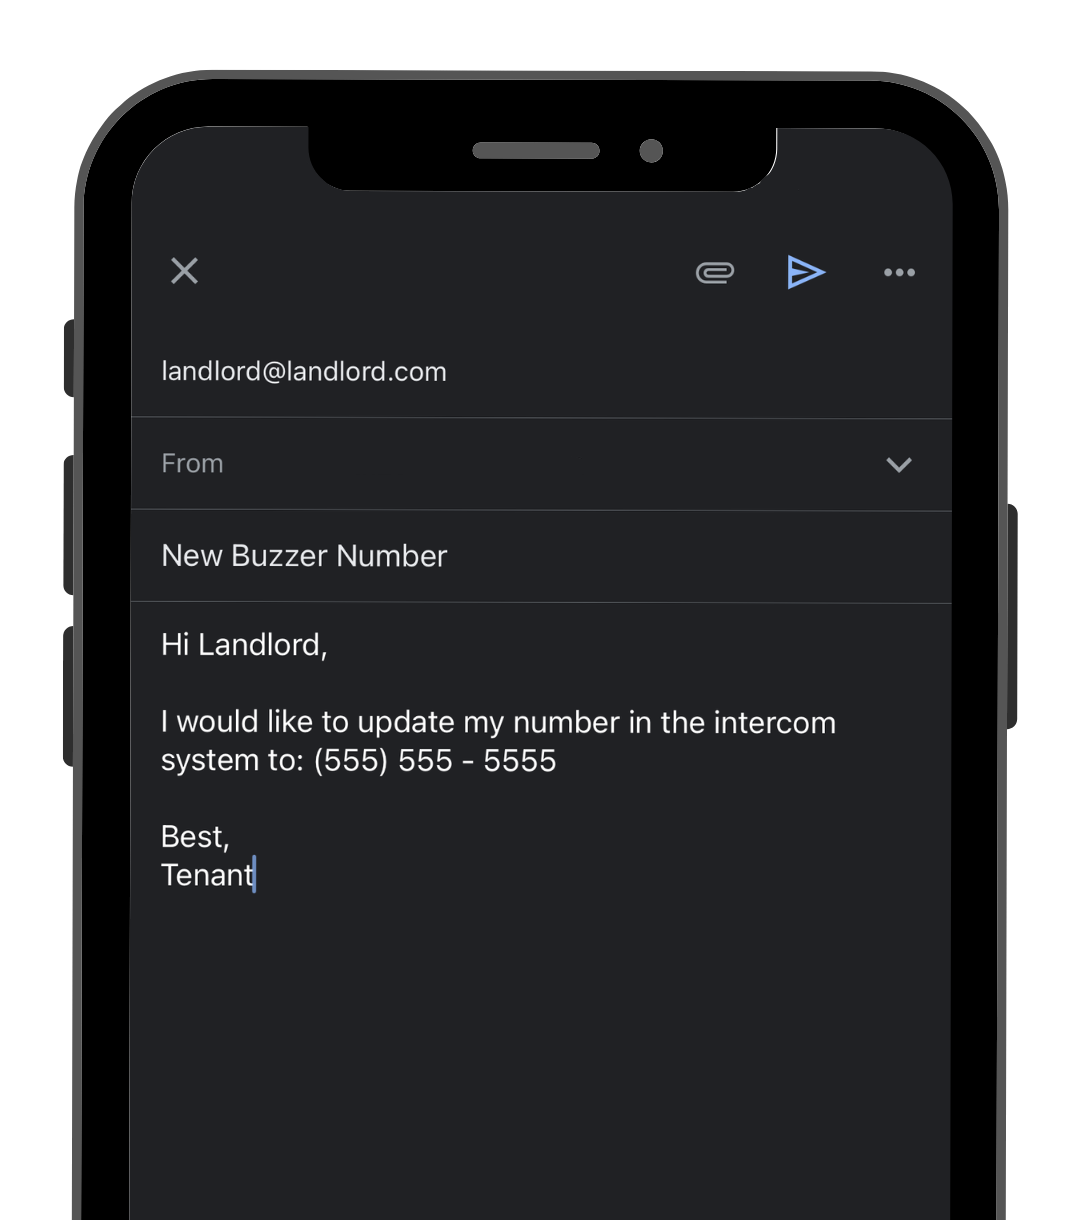 landlord@landlord.com
From
New Buzzer Number
Hi Landlord,
I would like to update my number in the intercom
system to: (555) 555 - 5555
Best,
Tenant